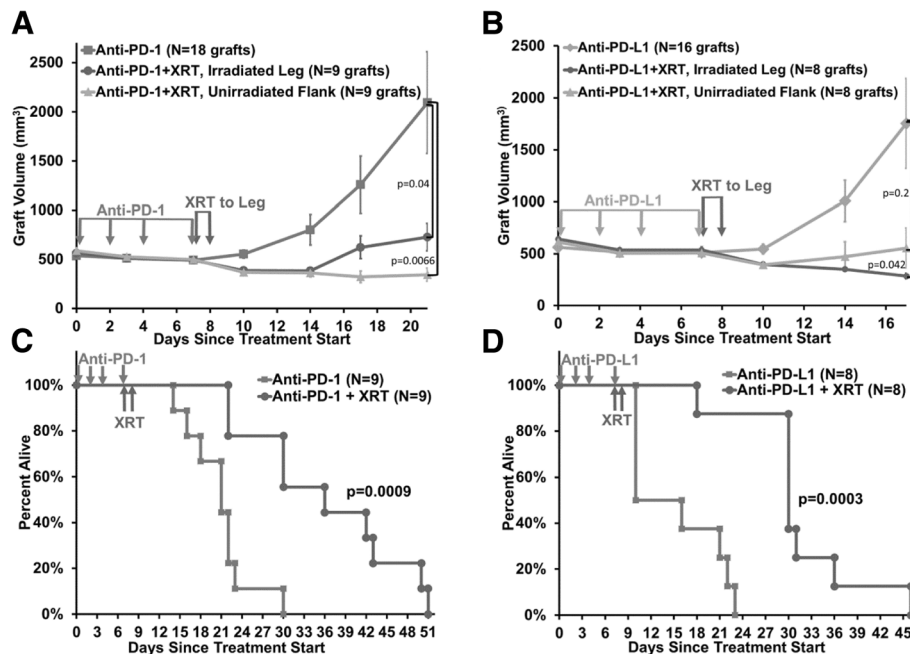 A
Anti-PD-1 (N=18 grafts)
Anti-PD-1+XRT, Irradiated Leg (N=9 grafts)
Anti-PD-1+XRT, Unirradiated Flank (N=9 grafts)
Graft Volume (mm³)
2500
2000
1500
1000
500
0
Anti-PD-1
XRT to Leg
p=0.04
p=0.0066
0 2 4 6 8 10 12 14 16 18 20
Days Since Treatment Start
B
Anti-PD-L1 (N=16 grafts)
Anti-PD-L1+XRT, Irradiated Leg (N=8 grafts)
Anti-PD-L1+XRT, Unirradiated Flank (N=8 grafts)
Graft Volume (mm³)
2500
2000
1500
1000
500
0
Anti-PD-L1
XRT to Leg
p=0.2
p=0.042
0 2 4 6 8 10 12 14 16
Days Since Treatment Start
C
Anti-PD-1
XRT
Anti-PD-1 (N=9)
Anti-PD-1 + XRT (N=9)
p=0.0009
Percent Alive
100%
80%
60%
40%
20%
0%
0 3 6 9 12 15 18 21 24 27 30 33 36 39 42 45 48 51
Days Since Treatment Start
D
Anti-PD-L1
XRT
Anti-PD-L1 (N=8)
Anti-PD-L1 + XRT (N=8)
p=0.0003
Percent Alive
100%
80%
60%
40%
20%
0%
0 3 6 9 12 15 18 21 24 27 30 33 36 39 42 45
Days Since Treatment Start